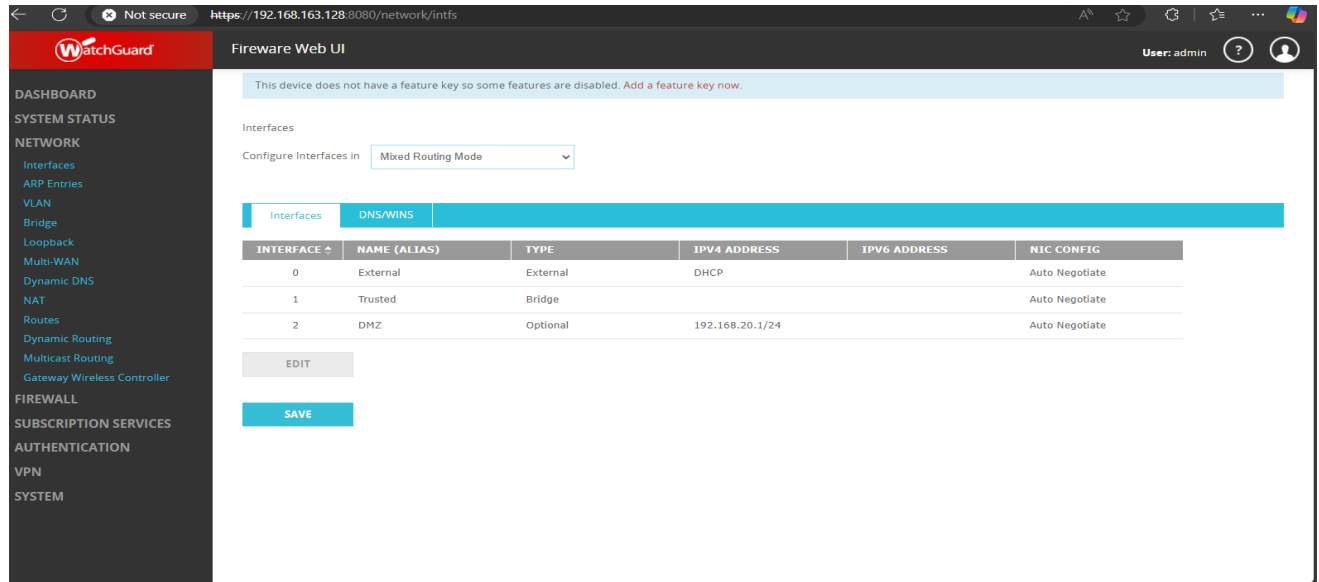 Not secure https://192.168.163.128:8080/network/intfs
WatchGuard Fireware Web UI User: admin ?
This device does not have a feature key so some features are disabled. Add a feature key now.
DASHBOARD
SYSTEM STATUS
NETWORK
Interfaces
ARP Entries
VLAN
Bridge
Loopback
Multi-WAN
Dynamic DNS
NAT
Routes
Dynamic Routing
Multicast Routing
Gateway Wireless Controller
FIREWALL
SUBSCRIPTION SERVICES
AUTHENTICATION
VPN
SYSTEM
Interfaces
Configure Interfaces in Mixed Routing Mode
Interfaces DNS/WINS
INTERFACE NAME (ALIAS) TYPE IPV4 ADDRESS IPV6 ADDRESS NIC CONFIG
0 External External DHCP Auto Negotiate
1 Trusted Bridge Auto Negotiate
2 DMZ Optional 192.168.20.1/24 Auto Negotiate
EDIT
SAVE